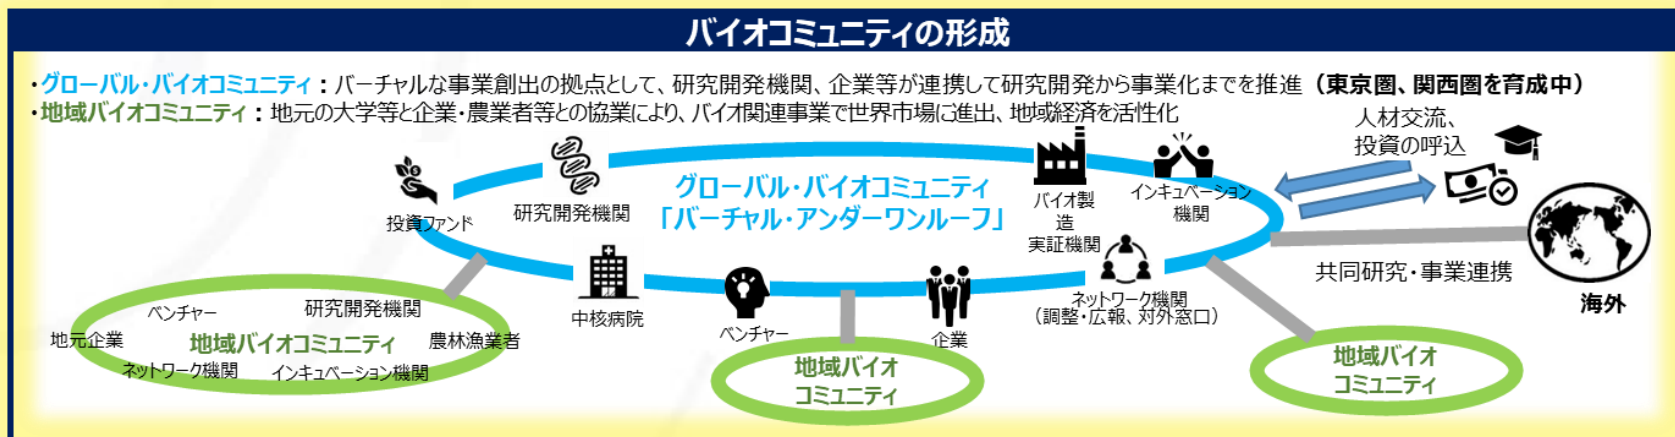 バイオコミュニティの形成
・グローバル・バイオコミュニティ：バーチャルな事業創出の拠点として、研究開発機関、企業等が連携して研究開発から事業化までを推進（東京圏、関西圏を育成中）
・地域バイオコミュニティ：地元の大学等と企業・農業者等との協業により、バイオ関連事業で世界市場に進出、地域経済を活性化
人材交流、
投資の呼込
グローバル・バイオコミュニティ
「バーチャル・アンダーワンルーフ」
投資ファンド
研究開発機関
バイオ製
造
実証機関
インキュベーション
機関
共同研究・事業連携
海外
中核病院
ベンチャー
企業
ネットワーク機関
（調整・広報、対外窓口）
ベンチャー
研究開発機関
地元企業
地域バイオコミュニティ
農林漁業者
ネットワーク機関
インキュベーション機関
地域バイオ
コミュニティ
地域バイオ
コミュニティ